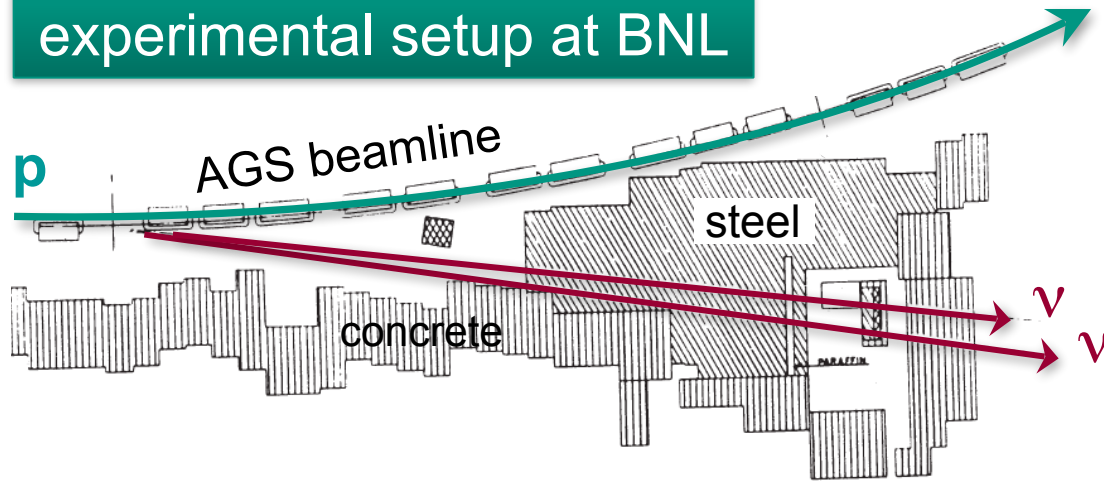 experimental setup at BNL
p
AGS beamline
steel
concrete
ν
ν
PARAFFIN